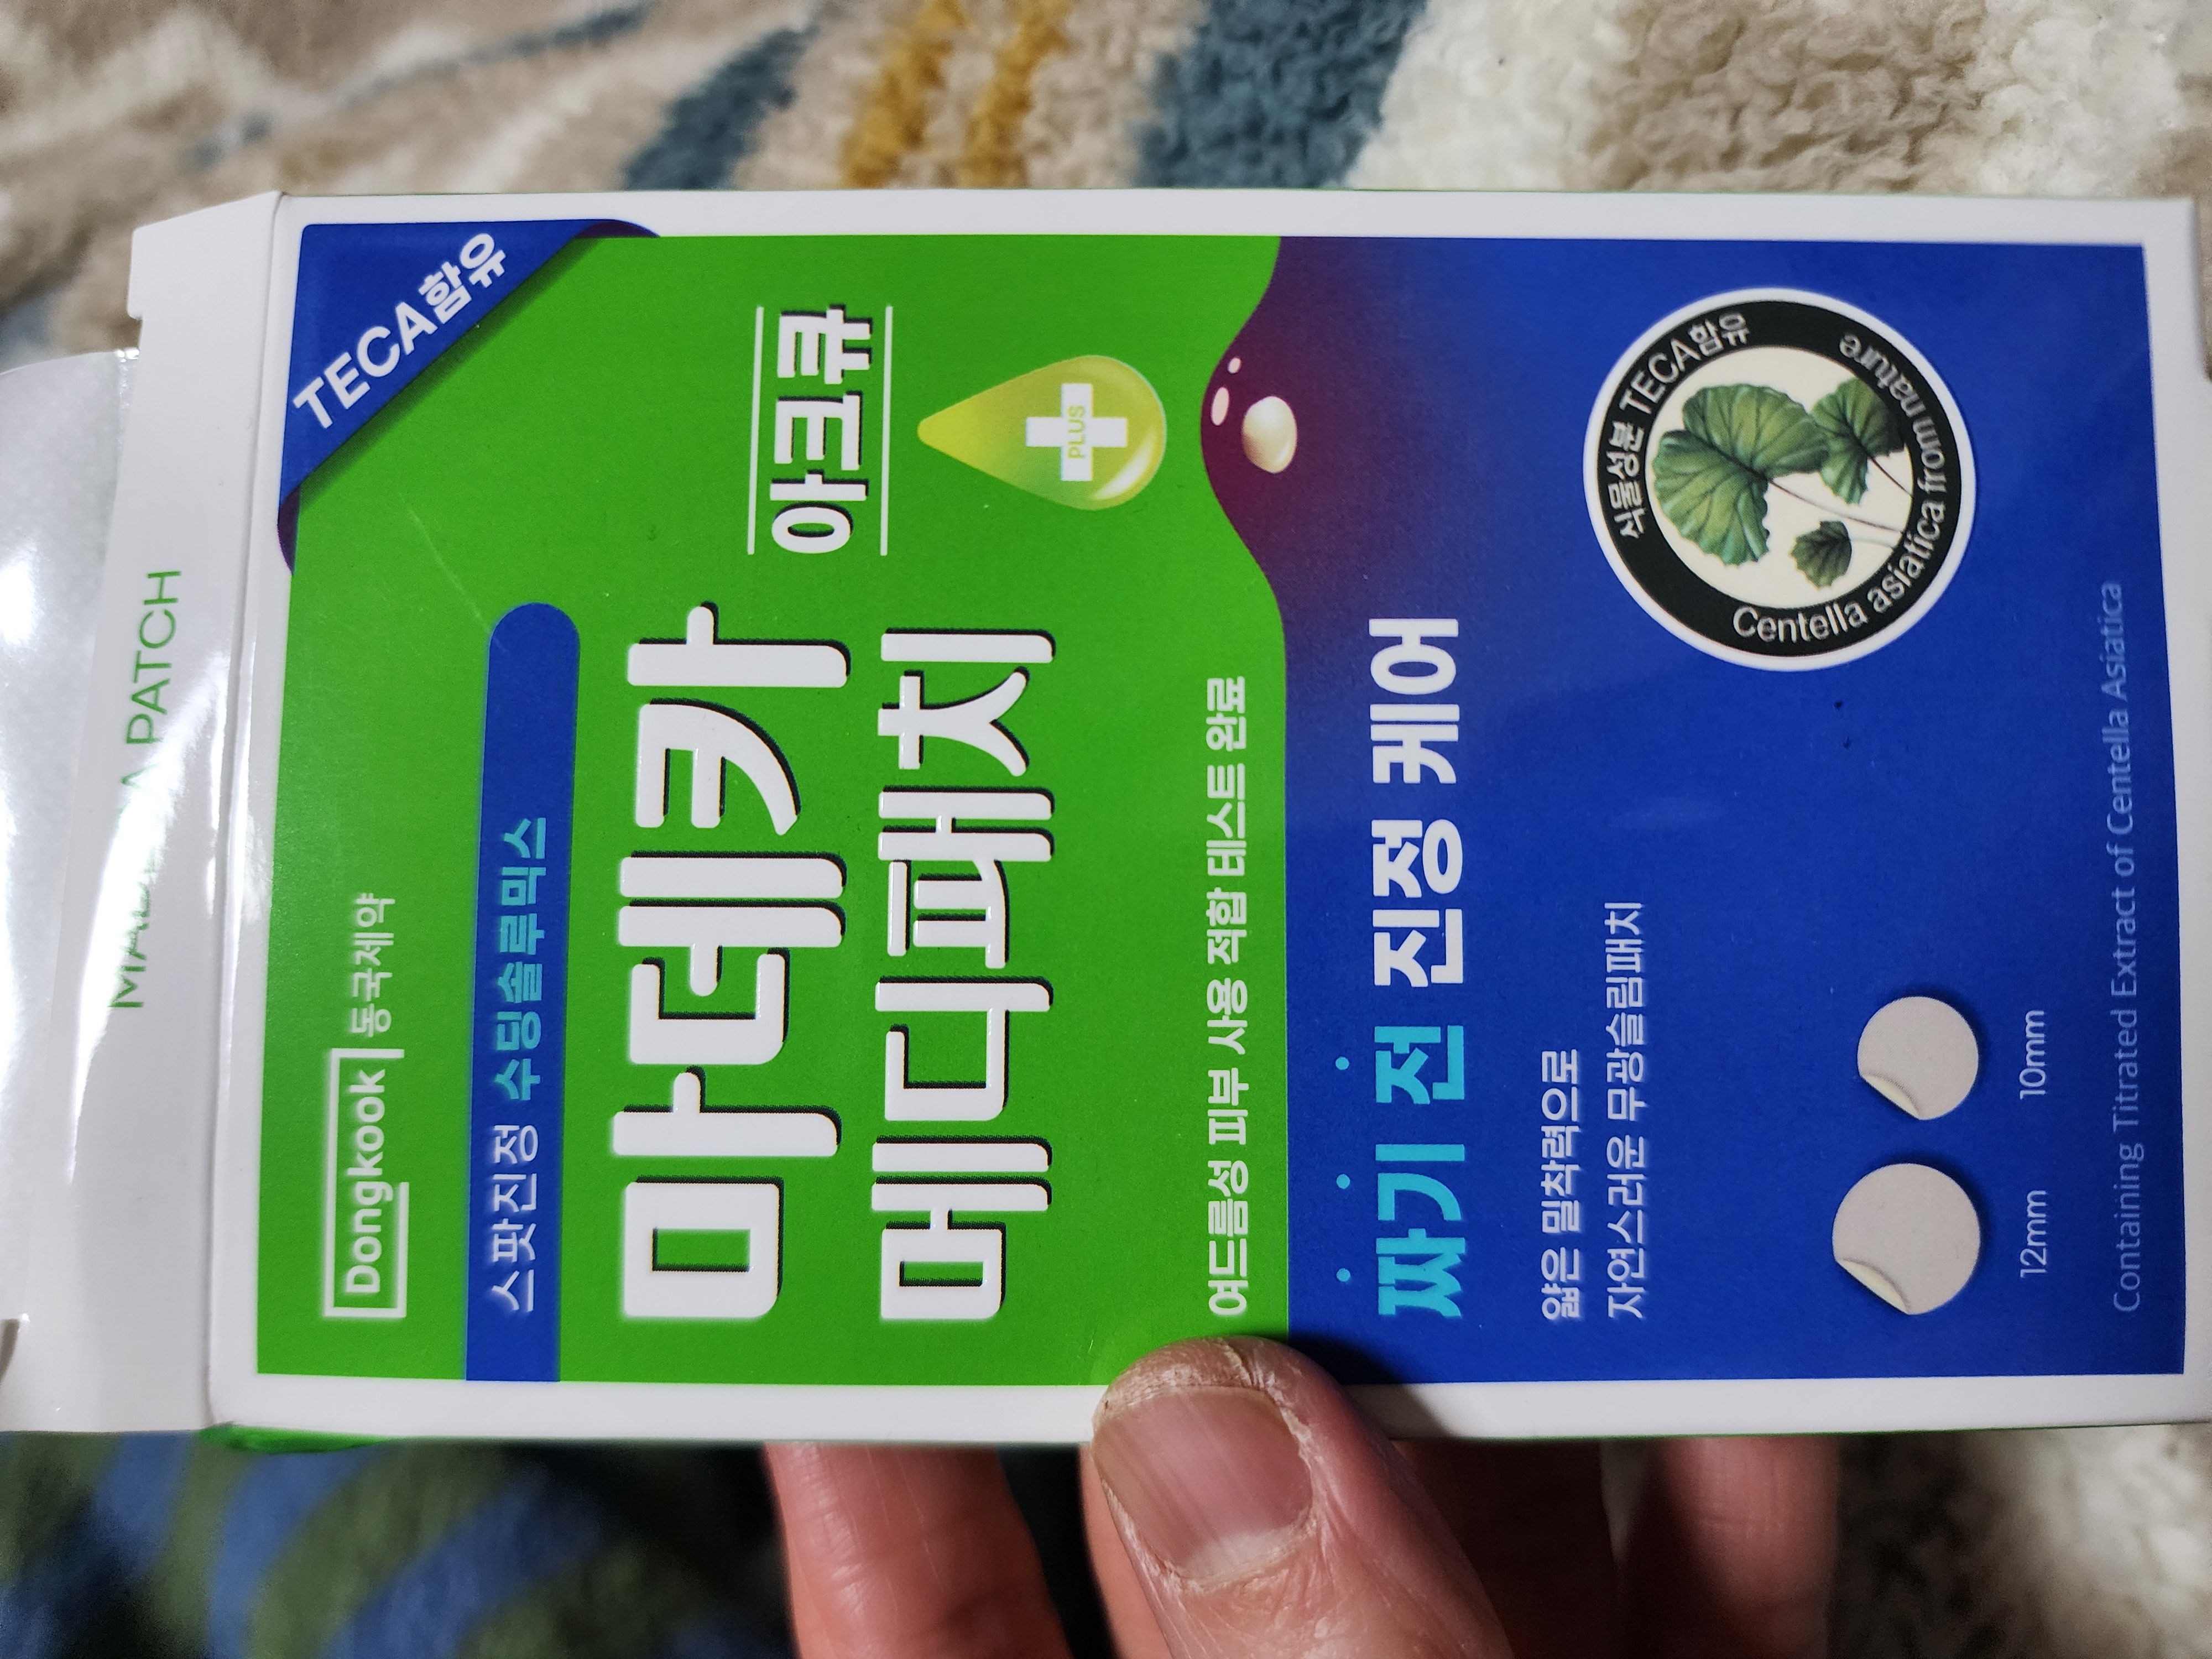 MADECA PATCH
TECA함유
Dongkook 동국제약
스팟진정 수딩솔루믹스
마데카
메디패치
아크큐
PLUS
여드름성 피부 사용 적합 테스트 완료
짜기 전 진정 케어
얇은 밀착력으로
자연스러운 무광슬림패치
식물성분 TECA함유
Centella asiatica from nature
12mm 10mm
Containing Titrated Extract of Centella Asiatica